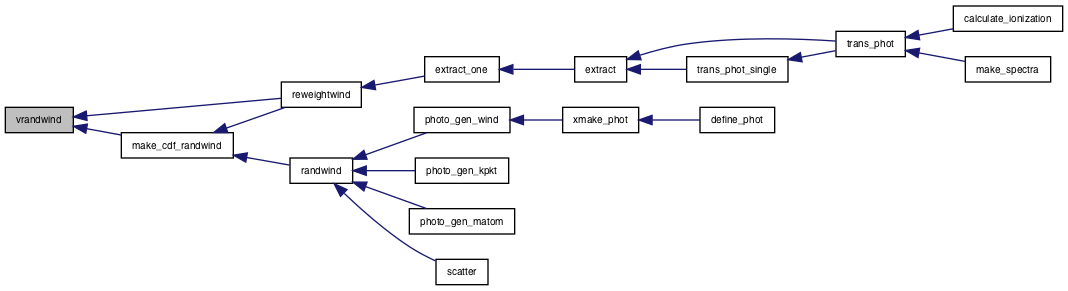 calculate_ionization
trans_phot
extract_one
extract
trans_phot_single
make_spectra
reweightwind
vrandwind
photo_gen_wind
xmake_phot
define_phot
make_cdf_randwind
randwind
photo_gen_kpkt
photo_gen_matom
scatter